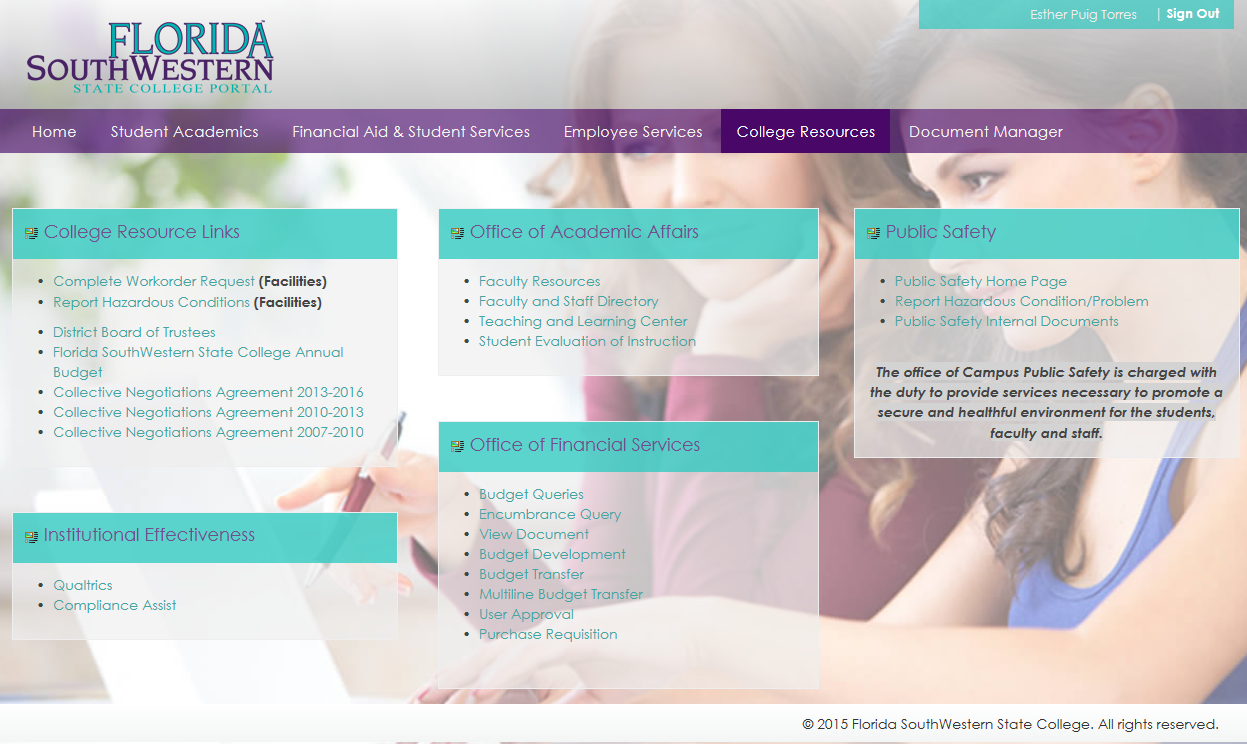 FLORIDA
SOUTHWESTERN
STATE COLLEGE PORTAL
Esther Puig Torres | Sign Out
Home Student Academics Financial Aid & Student Services Employee Services College Resources Document Manager
College Resource Links
Complete Workorder Request (Facilities)
Report Hazardous Conditions (Facilities)
District Board of Trustees
Florida SouthWestern State College Annual
Budget
Collective Negotiations Agreement 2013-2016
Collective Negotiations Agreement 2010-2013
Collective Negotiations Agreement 2007-2010
Institutional Effectiveness
Qualtrics
Compliance Assist
Office of Academic Affairs
Faculty Resources
Faculty and Staff Directory
Teaching and Learning Center
Student Evaluation of Instruction
Office of Financial Services
Budget Queries
Encumbrance Query
View Document
Budget Development
Budget Transfer
Multiline Budget Transfer
User Approval
Purchase Requisition
Public Safety
Public Safety Home Page
Report Hazardous Condition/Problem
Public Safety Internal Documents
The office of Campus Public Safety is charged with
the duty to provide services necessary to promote a
secure and healthful environment for the students,
faculty and staff.
© 2015 Florida SouthWestern State College. All rights reserved.